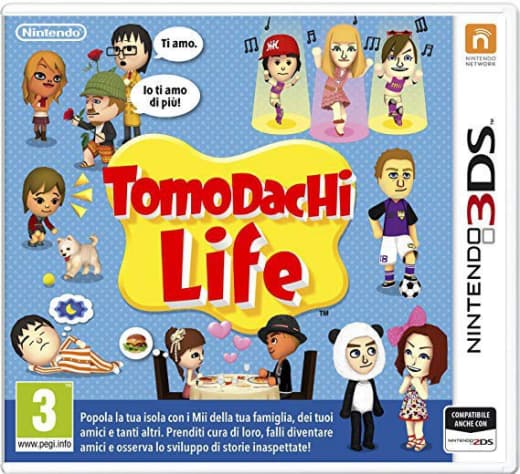 Nintendo
Ti amo.
Io ti amo
di più!
NINTENDO
NETWORK
TOMODACHI
Life
TM
NINTENDO 3DS
TM
3
www.pegi.info
Popola la tua isola con i Mii della tua famiglia, dei tuoi
amici e tanti altri. Prenditi cura di loro, falli diventare
amici e osserva lo sviluppo di storie inaspettate!
COMPATIBILE
ANCHE CON
NINTENDO 2DS